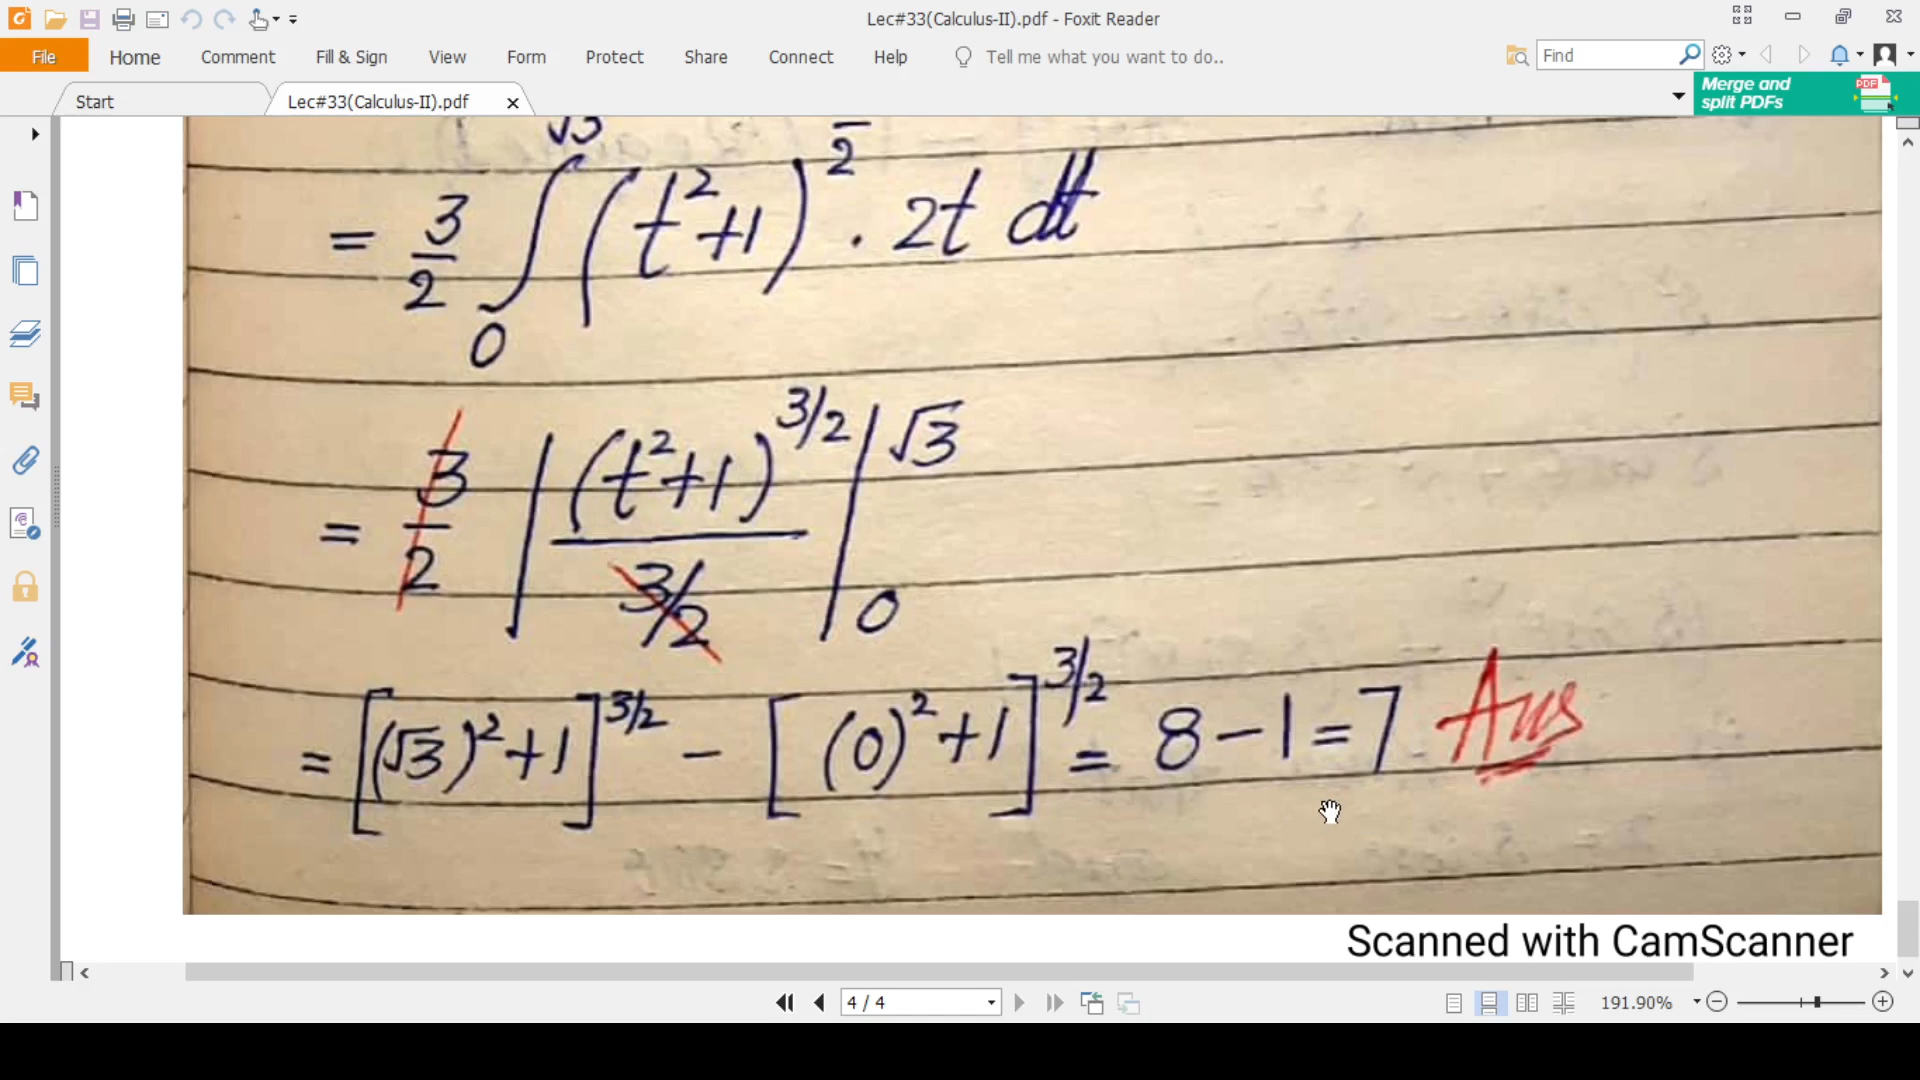 Lec#33(Calculus-II).pdf - Foxit Reader
File Home Comment Fill & Sign View Form Protect Share Connect Help Tell me what you want to do.. Find
Start Lec#33(Calculus-II).pdf
Merge and
split PDFs
PDF
= 3/2 ∫₀^√3 (t²+1)^‾/2 . 2t dt
= 3/2 | (t²+1)^3/2 / 3/2 |₀^√3
= [(√3)²+1]^3/2 - [(0)²+1]^3/2 = 8-1=7 Ans
Scanned with CamScanner
4 / 4 191.90%